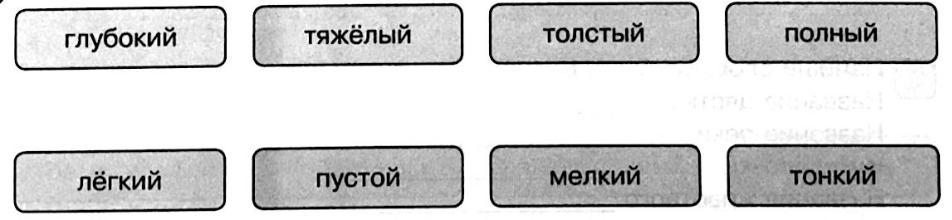 глубокий тяжёлый толстый полный
лёгкий пустой мелкий тонкий